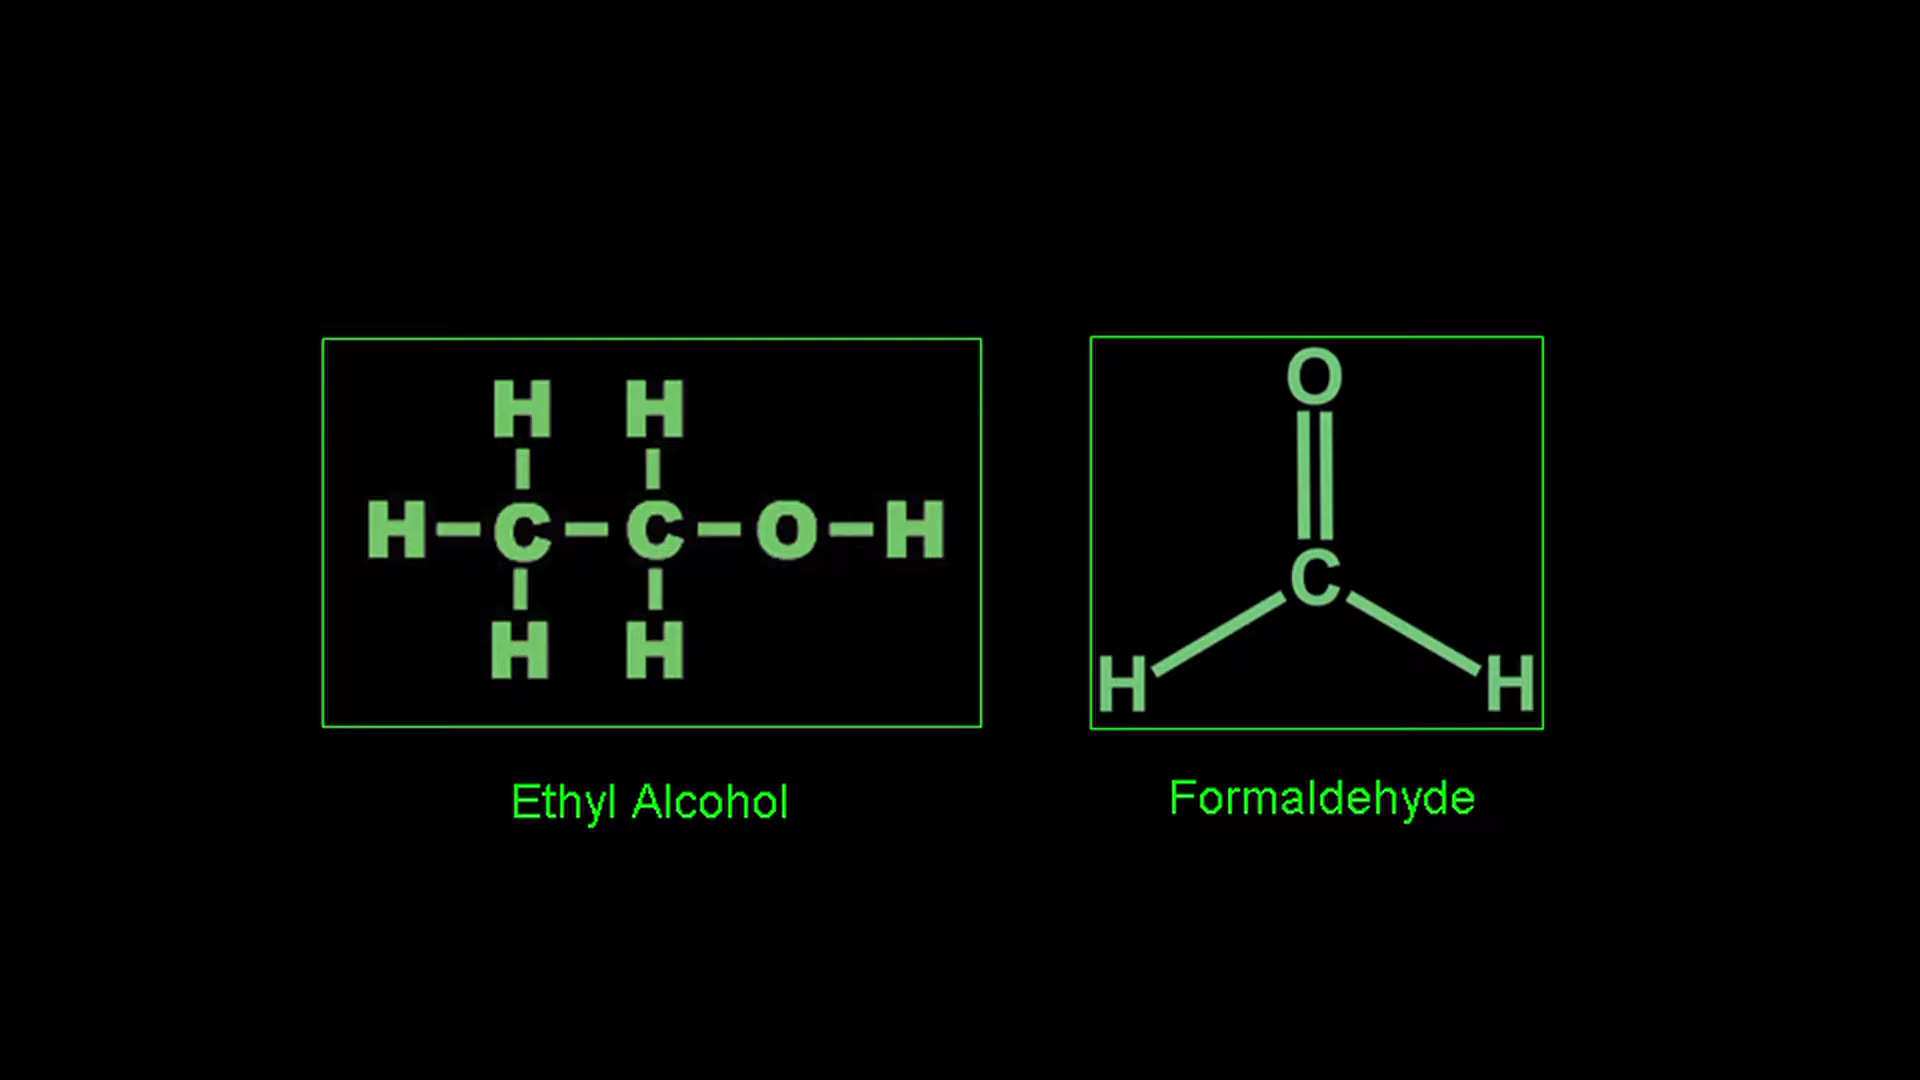 H H
H-C-C-O-H
H H
Ethyl Alcohol
O
C
H H
Formaldehyde